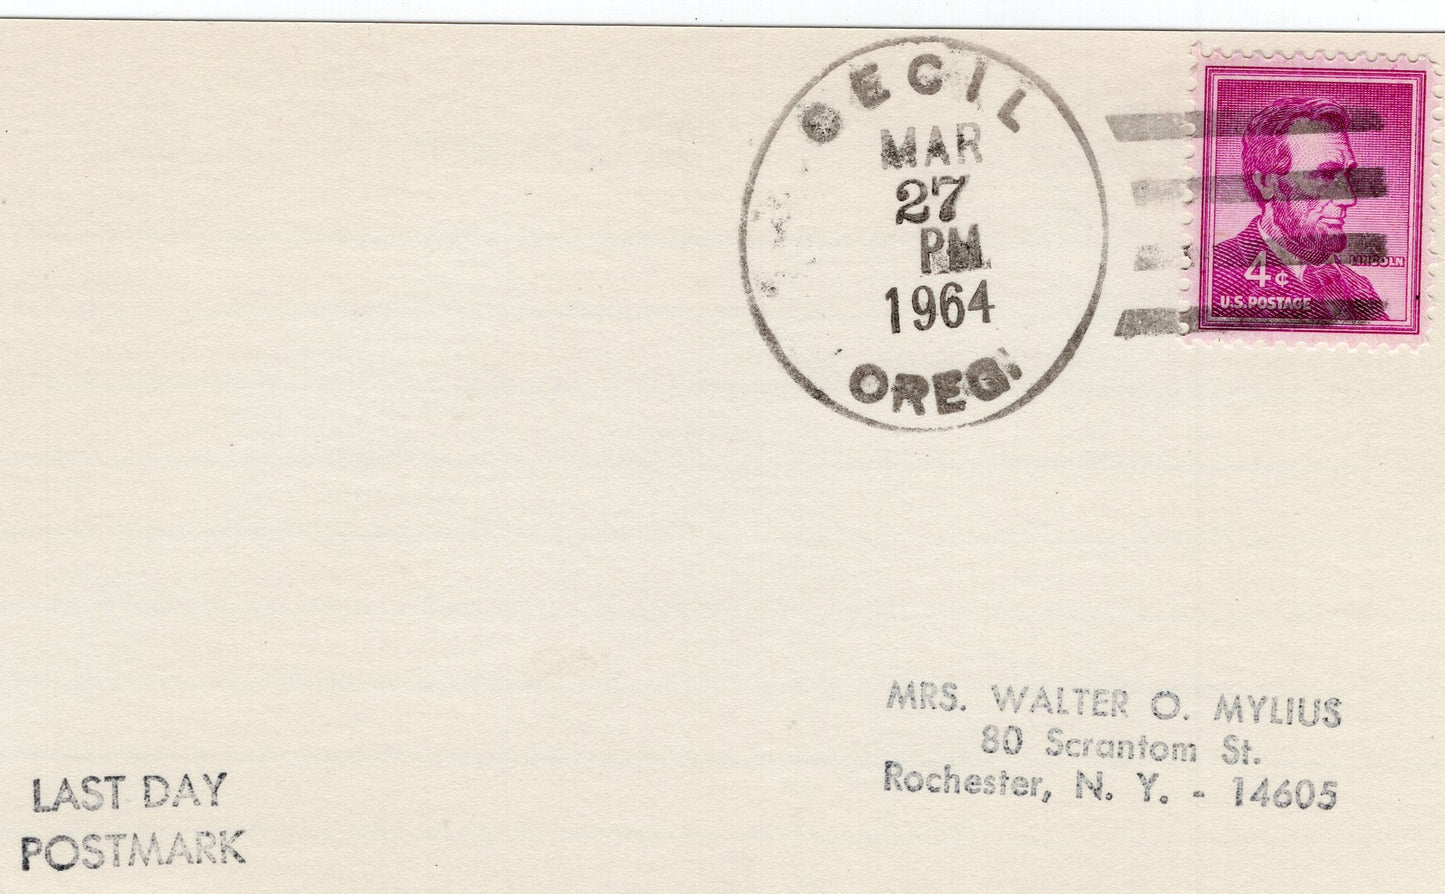 CECIL
MAR
27
PM
1964
OREG.
LINCOLN
4¢
U.S. POSTAGE
MRS. WALTER O. MYLIUS
80 Scrantom St.
Rochester, N. Y. - 14605
LAST DAY
POSTMARK